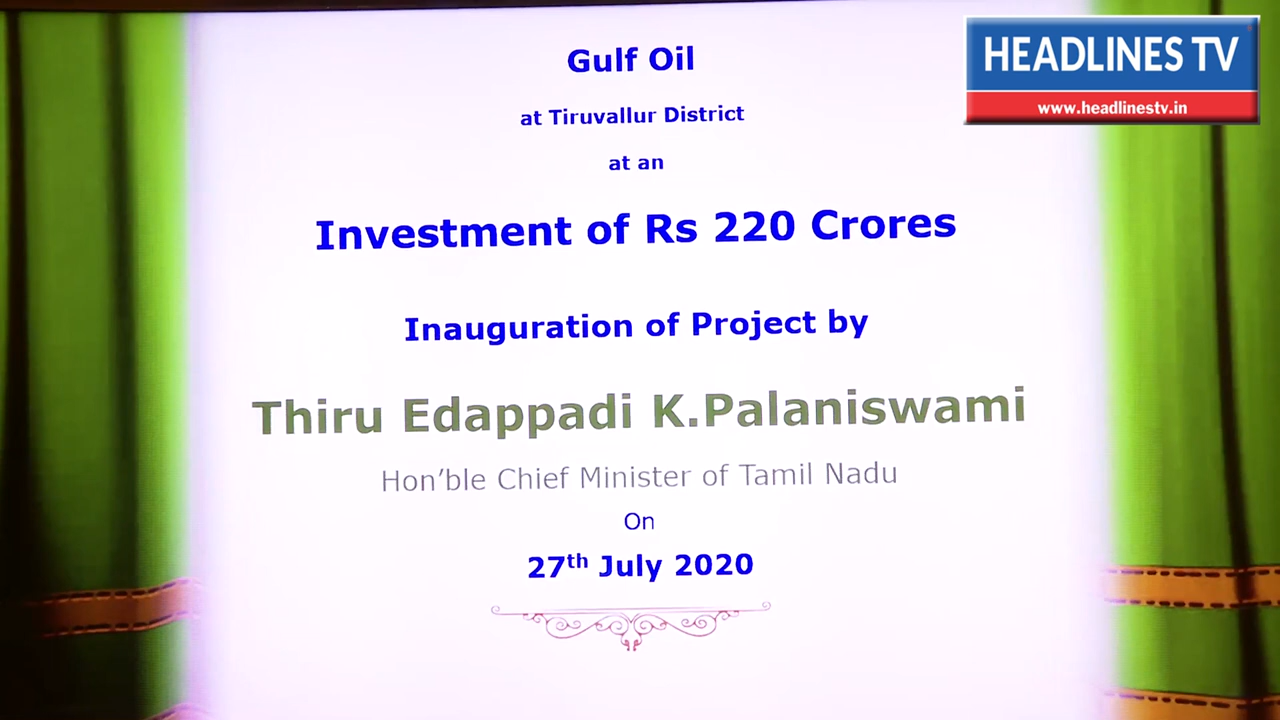 HEADLINES TV
www.headlinestv.in
Gulf Oil
at Tiruvallur District
at an
Investment of Rs 220 Crores
Inauguration of Project by
Thiru Edappadi K.Palaniswami
Hon’ble Chief Minister of Tamil Nadu
On
27th July 2020